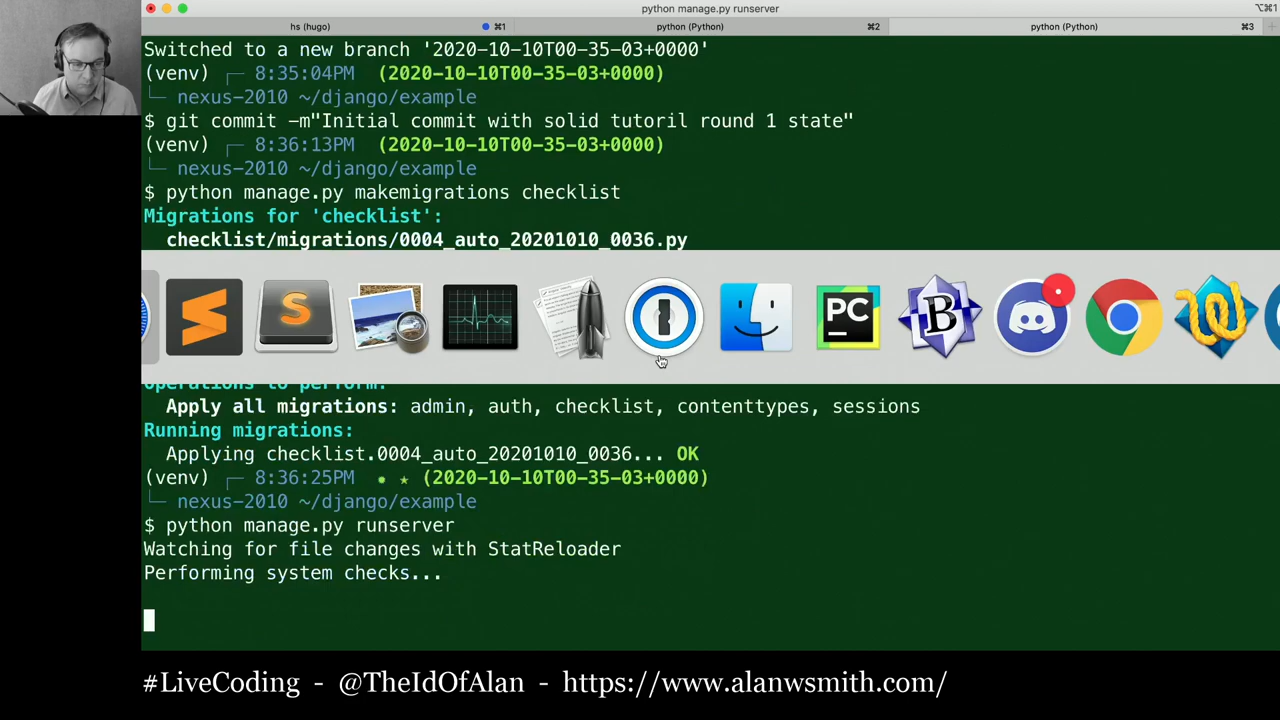 python manage.py runserver
⌥⌘1
hs (hugo)
⌘1
python (Python)
⌘2
python (Python)
⌘3
Switched to a new branch '2020-10-10T00-35-03+0000'
(venv) ┌─ 8:35:04PM (2020-10-10T00-35-03+0000)
└─ nexus-2010 ~/django/example
$ git commit -m"Initial commit with solid tutoril round 1 state"
(venv) ┌─ 8:36:13PM (2020-10-10T00-35-03+0000)
└─ nexus-2010 ~/django/example
$ python manage.py makemigrations checklist
Migrations for 'checklist':
checklist/migrations/0004_auto_20201010_0036.py
S
PC
B
Operations to perform:
Apply all migrations: admin, auth, checklist, contenttypes, sessions
Running migrations:
Applying checklist.0004_auto_20201010_0036... OK
(venv) ┌─ 8:36:25PM ● ★ (2020-10-10T00-35-03+0000)
└─ nexus-2010 ~/django/example
$ python manage.py runserver
Watching for file changes with StatReloader
Performing system checks...
#LiveCoding - @TheIdOfAlan - https://www.alanwsmith.com/